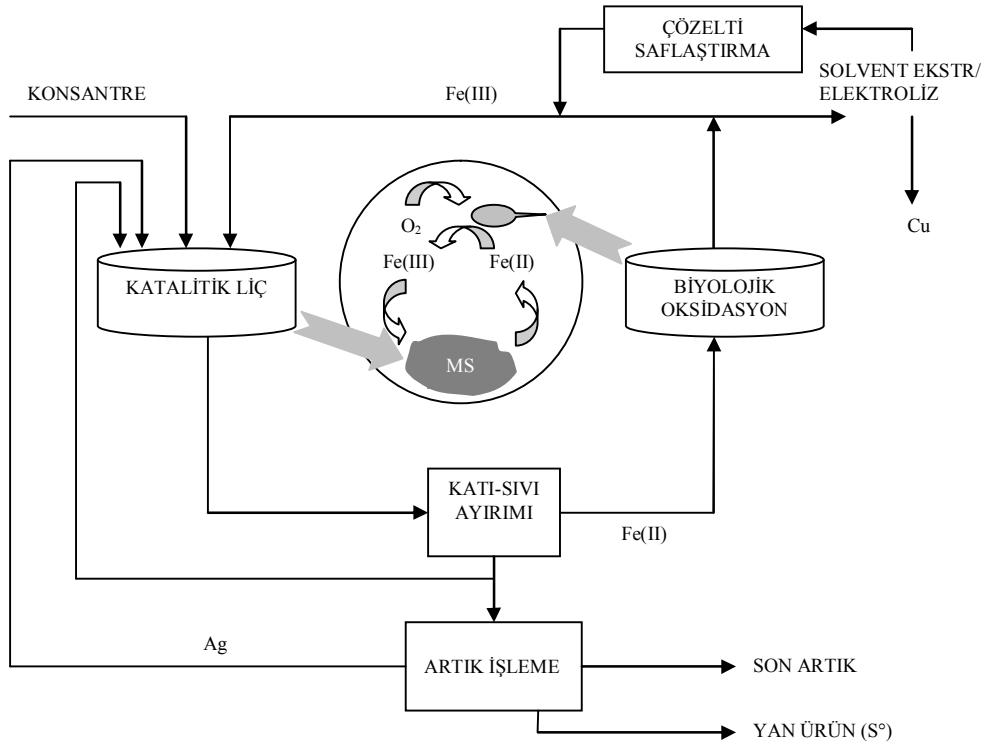 ÇÖZELTİ
SAFLAŞTIRMA
SOLVENT EKSTR/
ELEKTROLİZ
KONSANTRE
Fe(III)
Cu
O₂
Fe(III)
Fe(II)
KATALİTİK LİÇ
BİYOLOJİK
OKSİDASYON
MS
KATI-SIVI
AYIRIMI
Fe(II)
Ag
ARTIK İŞLEME
SON ARTIK
YAN ÜRÜN (S°)